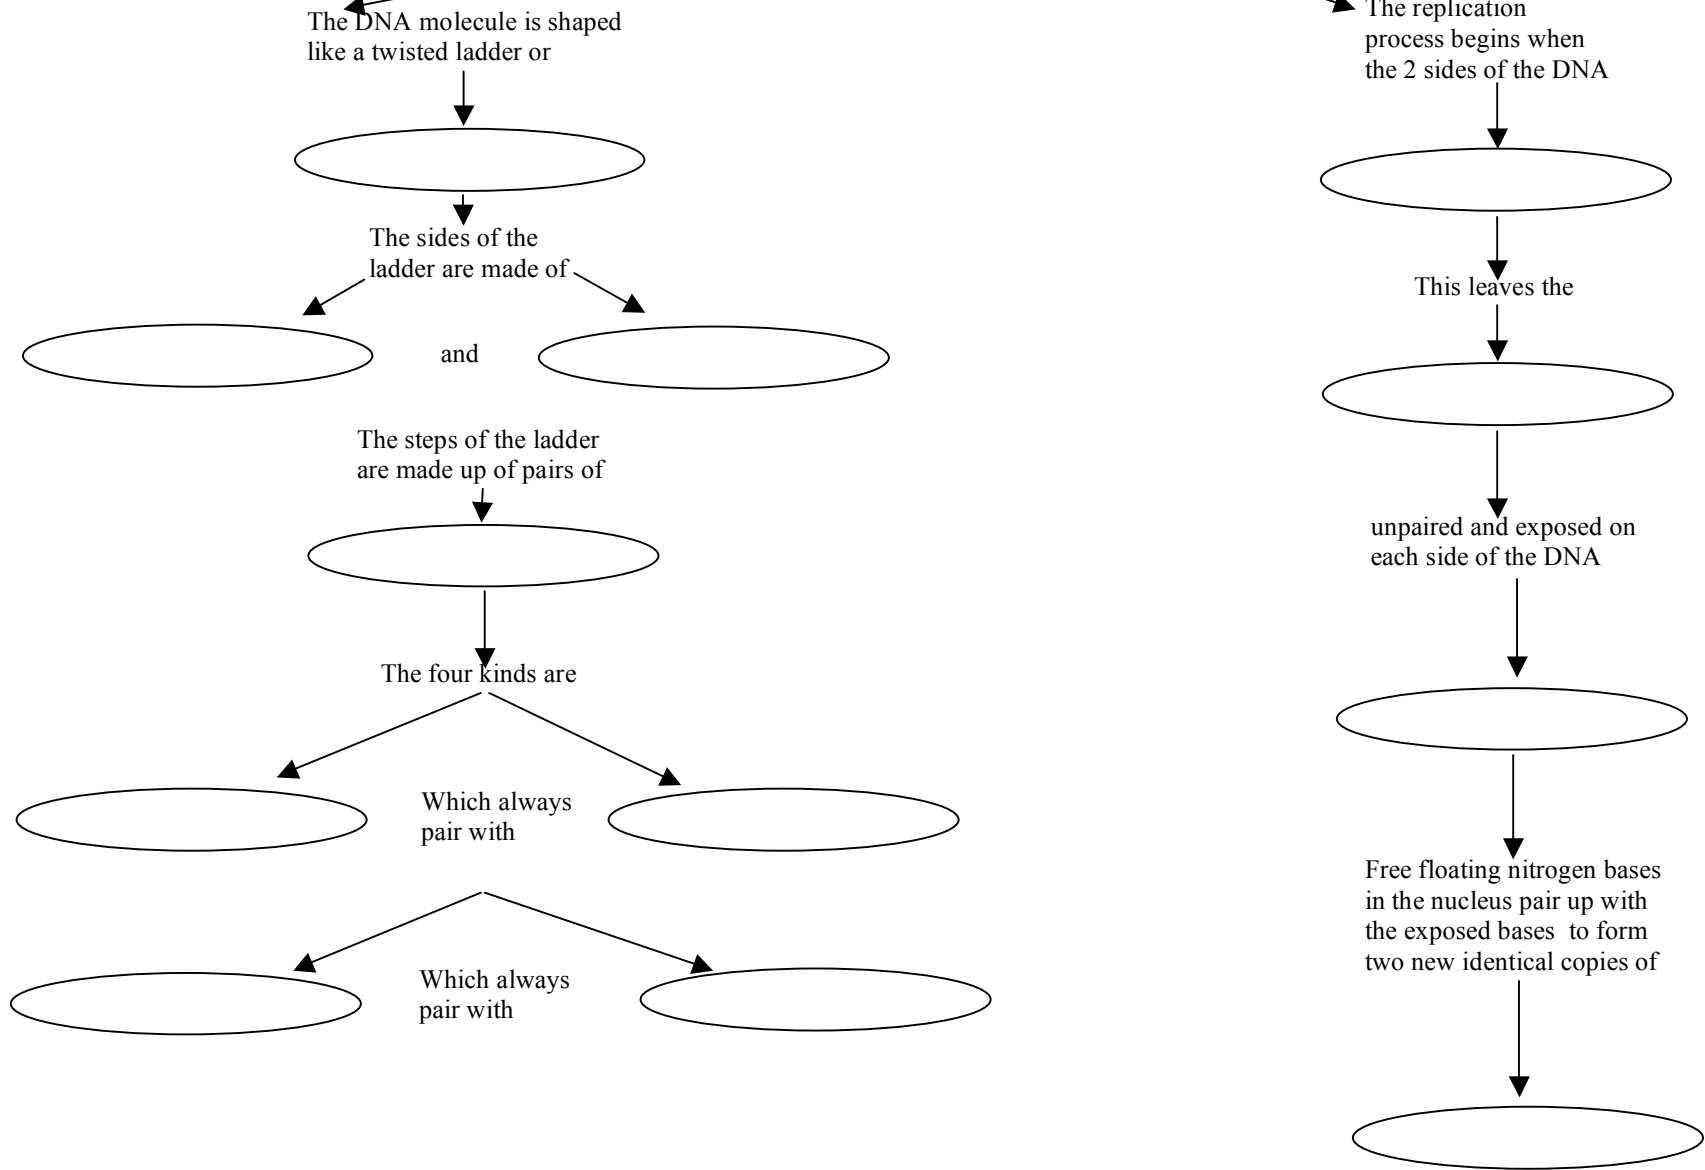 The DNA molecule is shaped
like a twisted ladder or
The sides of the
ladder are made of
and
The steps of the ladder
are made up of pairs of
The four kinds are
Which always
pair with
Which always
pair with
The replication
process begins when
the 2 sides of the DNA
This leaves the
unpaired and exposed on
each side of the DNA
Free floating nitrogen bases
in the nucleus pair up with
the exposed bases to form
two new identical copies of